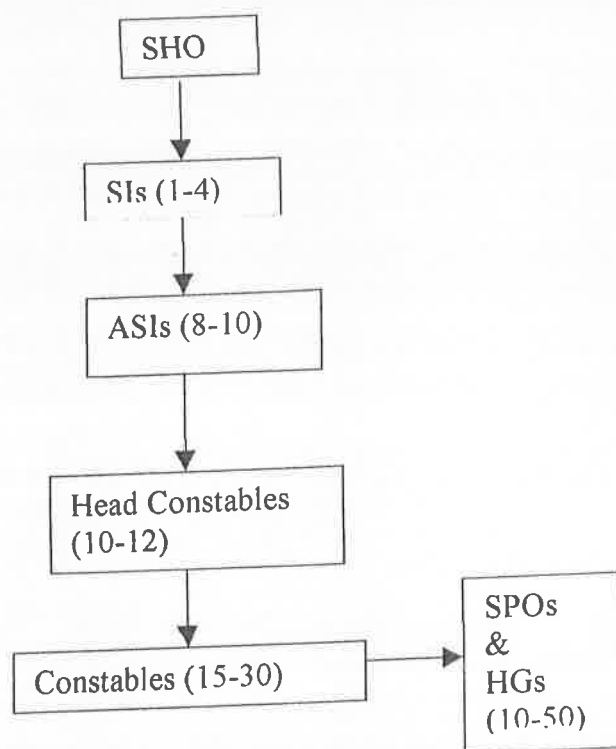 SHO
SIs (1-4)
ASIs (8-10)
Head Constables
(10-12)
Constables (15-30)
SPOs
&
HGs
(10-50)